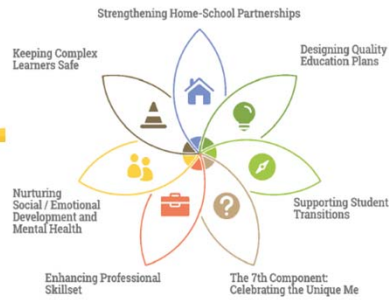 Strengthening Home-School Partnerships
Keeping Complex
Learners Safe
Designing Quality
Education Plans
Nurturing
Social / Emotional
Development and
Mental Health
Supporting Student
Transitions
Enhancing Professional
Skillset
The 7th Component:
Celebrating the Unique Me